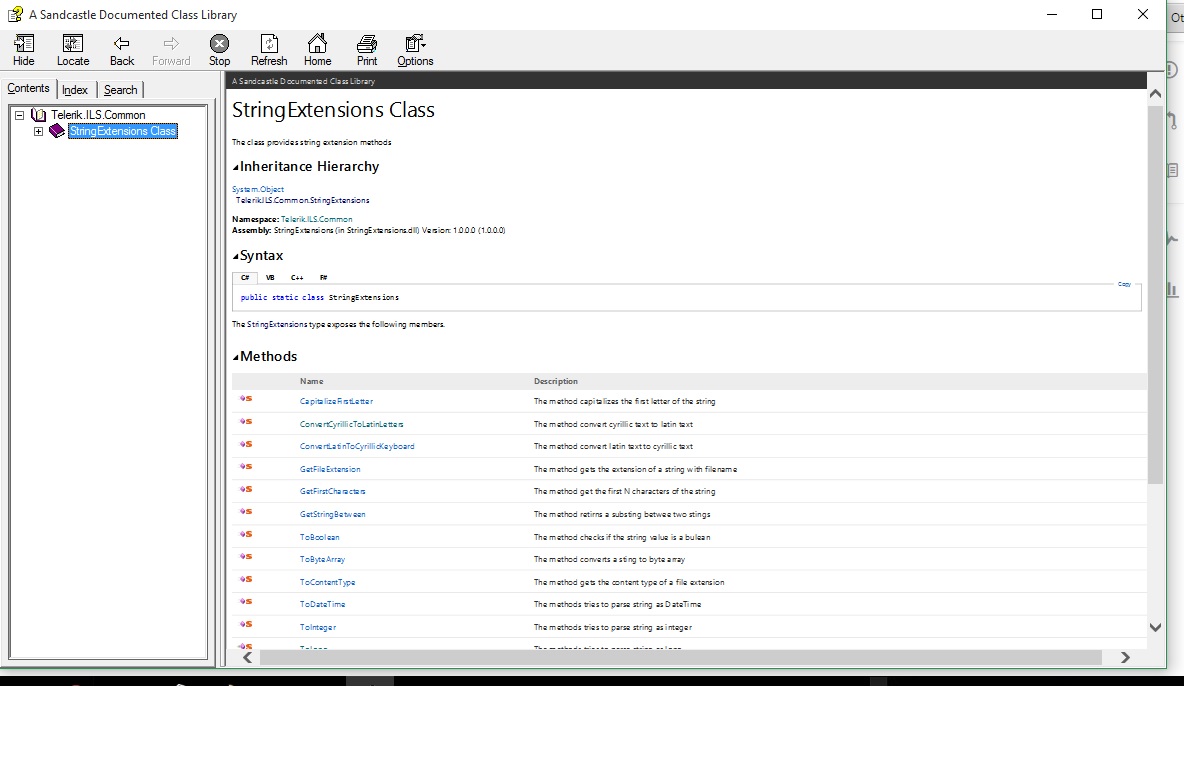 A Sandcastle Documented Class Library
Hide Locate Back Forward Stop Refresh Home Print Options
Contents Index Search
Telerik.ILS.Common
StringExtensions Class
A Sandcastle Documented Class Library
StringExtensions Class
The class provides string extension methods
Inheritance Hierarchy
System.Object
Telerik.ILS.Common.StringExtensions
Namespace: Telerik.ILS.Common
Assembly: StringExtensions (in StringExtensions.dll) Version: 1.0.0.0 (1.0.0.0)
Syntax
C# VB C++ F#
Copy
public static class StringExtensions
The StringExtensions type exposes the following members.
Methods
Name Description
CapitalizeFirstLetter The method capitalizes the first letter of the string
ConvertCyrillicToLatinLetters The method convert cyrillic text to latin text
ConvertLatinToCyrillicKeyboard The method convert latin text to cyrillic text
GetFileExtension The method gets the extension of a string with filename
GetFirstCharacters The method get the first N characters of the string
GetStringBetween The method retirns a substing betwee two stings
ToBoolean The method checks if the string value is a bulean
ToByteArray The method converts a sting to byte array
ToContentType The method gets the content type of a file extension
ToDateTime The methods tries to parse string as DateTime
ToInteger The methods tries to parse string as integer